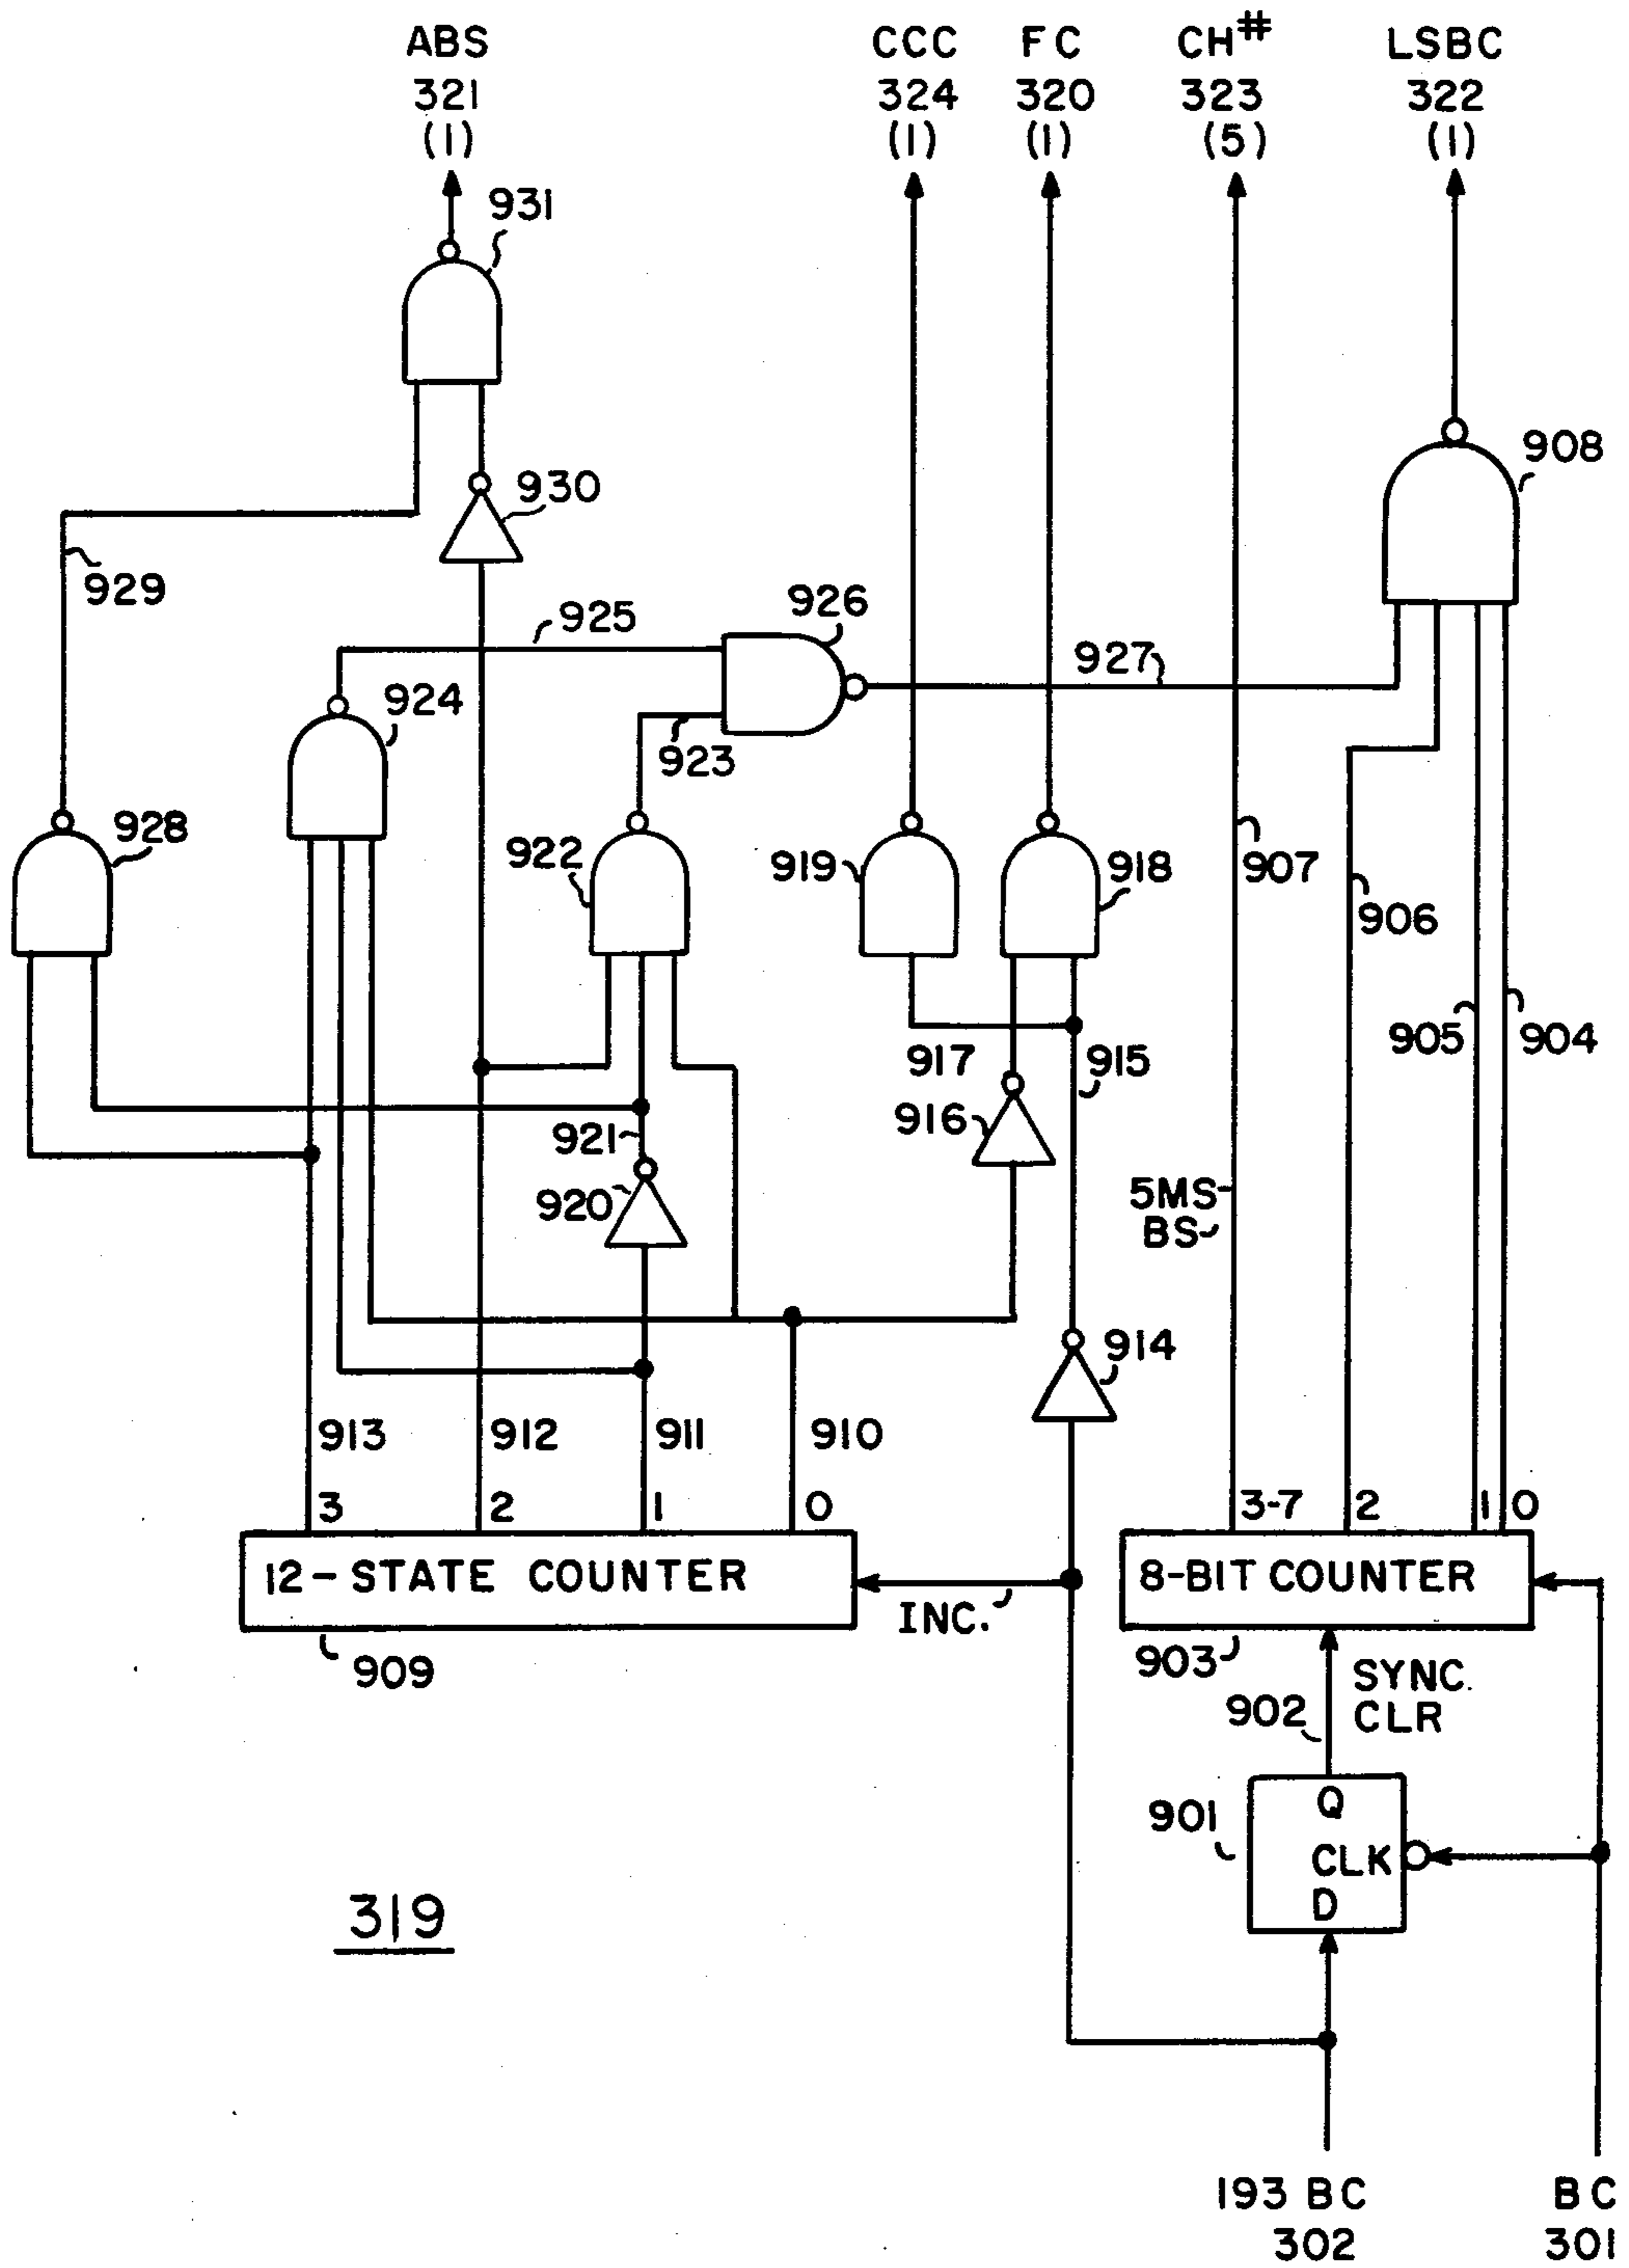 ABS CCC FC CH# LSBC
321 324 320 323 322
(1) (1) (1) (5) (1)
931
908
930
929
926
925
927
924
923
928
922 919 918 907
906
905 904
917 915
921 916
920
5MS
BS
914
913 912 911 910
3 2 1 0 3-7 2 1 0
12-STATE COUNTER
8-BIT COUNTER
INC.
909
903
SYNC.
CLR
902
Q
901
CLK
D
319
193 BC BC
302 301